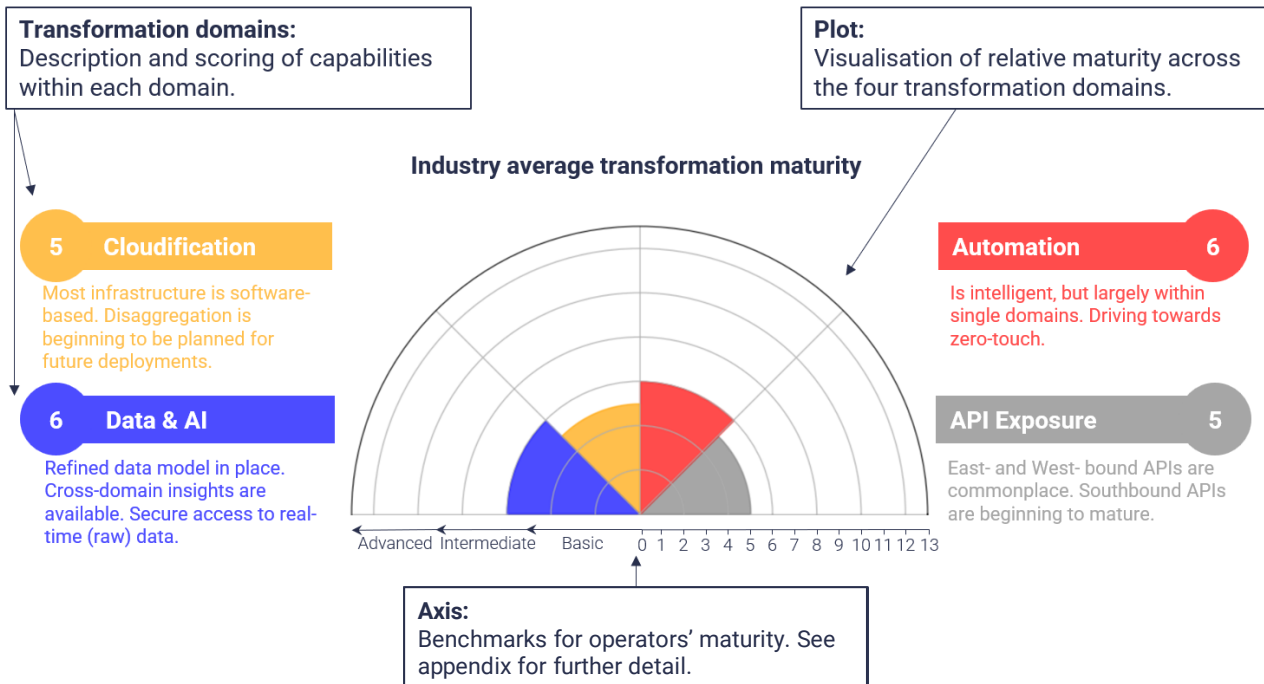 Transformation domains:
Description and scoring of capabilities
within each domain.
Plot:
Visualisation of relative maturity across
the four transformation domains.
Industry average transformation maturity
5 Cloudification
Most infrastructure is software-
based. Disaggregation is
beginning to be planned for
future deployments.
6 Data & AI
Refined data model in place.
Cross-domain insights are
available. Secure access to real-
time (raw) data.
Automation 6
Is intelligent, but largely within
single domains. Driving towards
zero-touch.
API Exposure 5
East- and West- bound APIs are
commonplace. Southbound APIs
are beginning to mature.
Advanced Intermediate Basic 0 1 2 3 4 5 6 7 8 9 10 11 12 13
Axis:
Benchmarks for operators’ maturity. See
appendix for further detail.